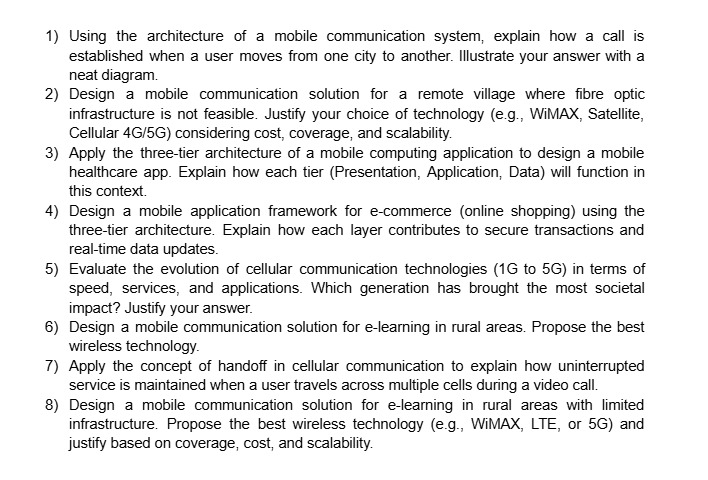 1) Using the architecture of a mobile communication system, explain how a call is
established when a user moves from one city to another. Illustrate your answer with a
neat diagram.
2) Design a mobile communication solution for a remote village where fibre optic
infrastructure is not feasible. Justify your choice of technology (e.g., WiMAX, Satellite,
Cellular 4G/5G) considering cost, coverage, and scalability.
3) Apply the three-tier architecture of a mobile computing application to design a mobile
healthcare app. Explain how each tier (Presentation, Application, Data) will function in
this context.
4) Design a mobile application framework for e-commerce (online shopping) using the
three-tier architecture. Explain how each layer contributes to secure transactions and
real-time data updates.
5) Evaluate the evolution of cellular communication technologies (1G to 5G) in terms of
speed, services, and applications. Which generation has brought the most societal
impact? Justify your answer.
6) Design a mobile communication solution for e-learning in rural areas. Propose the best
wireless technology.
7) Apply the concept of handoff in cellular communication to explain how uninterrupted
service is maintained when a user travels across multiple cells during a video call.
8) Design a mobile communication solution for e-learning in rural areas with limited
infrastructure. Propose the best wireless technology (e.g., WiMAX, LTE, or 5G) and
justify based on coverage, cost, and scalability.